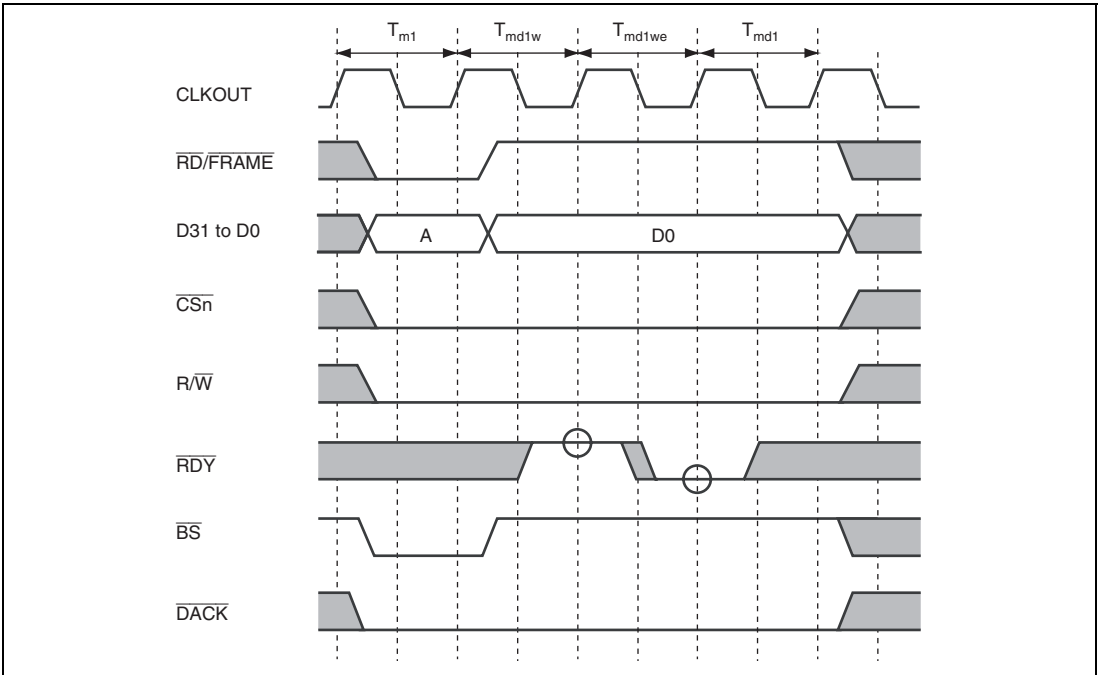 Tm1 Tmd1w Tmd1we Tmd1
CLKOUT
RD/FRAME
D31 to D0 A D0
CSn
R/W
RDY
BS
DACK